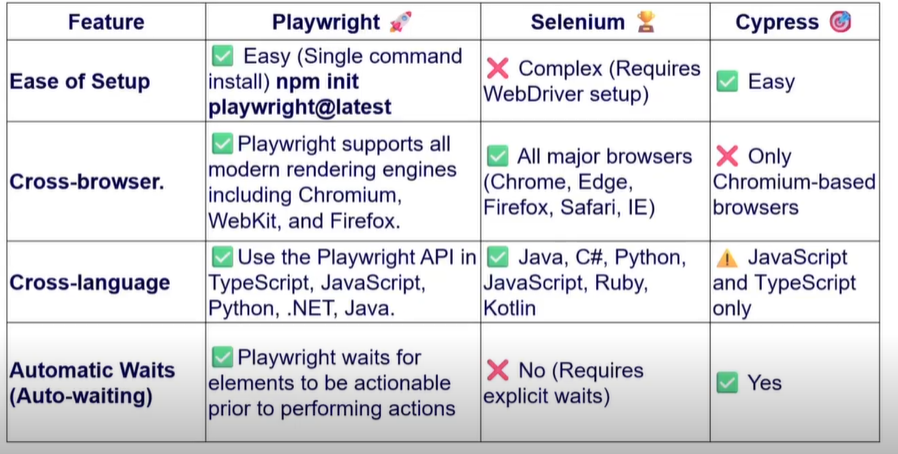 Feature Playwright 🚀 Selenium 🏆 Cypress 🎯
Ease of Setup
✅ Easy (Single command
install) npm init
playwright@latest
❌ Complex (Requires
WebDriver setup)
✅ Easy
Cross-browser.
✅ Playwright supports all
modern rendering engines
including Chromium,
WebKit, and Firefox.
✅ All major browsers
(Chrome, Edge,
Firefox, Safari, IE)
❌ Only
Chromium-based
browsers
Cross-language
✅ Use the Playwright API in
TypeScript, JavaScript,
Python, .NET, Java.
✅ Java, C#, Python,
JavaScript, Ruby,
Kotlin
⚠️ JavaScript
and TypeScript
only
Automatic Waits
(Auto-waiting)
✅ Playwright waits for
elements to be actionable
prior to performing actions
❌ No (Requires
explicit waits)
✅ Yes